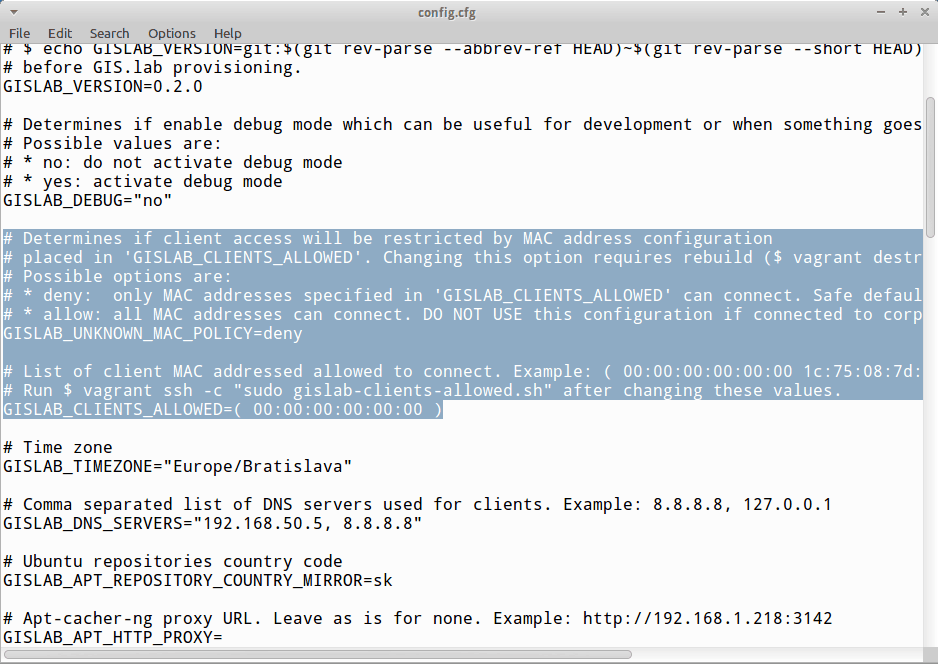 config.cfg
File Edit Search Options Help
# $ echo GISLAB_VERSION=git:$(git rev-parse --abbrev-ref HEAD)~$(git rev-parse --short HEAD)
# before GIS.lab provisioning.
GISLAB_VERSION=0.2.0
# Determines if enable debug mode which can be useful for development or when something goes
# Possible values are:
# * no: do not activate debug mode
# * yes: activate debug mode
GISLAB_DEBUG="no"
# Determines if client access will be restricted by MAC address configuration
# placed in 'GISLAB_CLIENTS_ALLOWED'. Changing this option requires rebuild ($ vagrant destr
# Possible options are:
# * deny:  only MAC addresses specified in 'GISLAB_CLIENTS_ALLOWED' can connect. Safe defaul
# * allow: all MAC addresses can connect. DO NOT USE this configuration if connected to corp
GISLAB_UNKNOWN_MAC_POLICY=deny
# List of client MAC addressed allowed to connect. Example: ( 00:00:00:00:00:00 1c:75:08:7d:
# Run $ vagrant ssh -c "sudo gislab-clients-allowed.sh" after changing these values.
GISLAB_CLIENTS_ALLOWED=( 00:00:00:00:00:00 )
# Time zone
GISLAB_TIMEZONE="Europe/Bratislava"
# Comma separated list of DNS servers used for clients. Example: 8.8.8.8, 127.0.0.1
GISLAB_DNS_SERVERS="192.168.50.5, 8.8.8.8"
# Ubuntu repositories country code
GISLAB_APT_REPOSITORY_COUNTRY_MIRROR=sk
# Apt-cacher-ng proxy URL. Leave as is for none. Example: http://192.168.1.218:3142
GISLAB_APT_HTTP_PROXY=